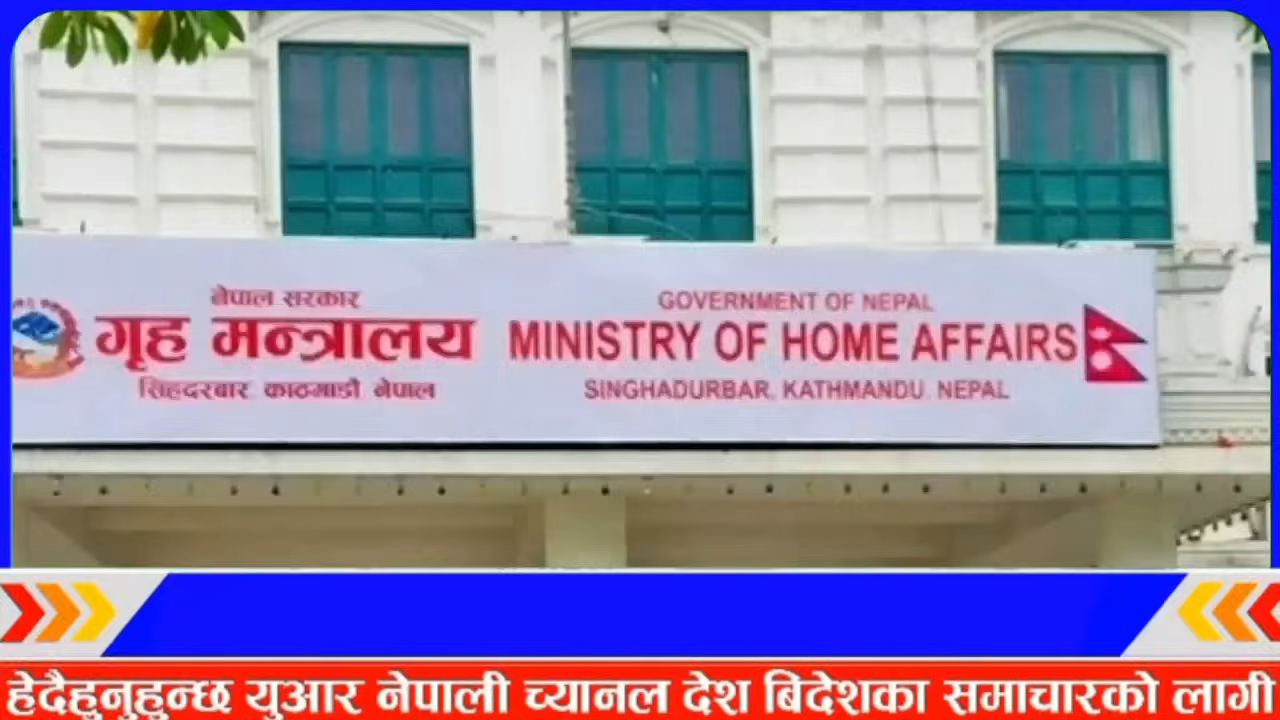 नेपाल सरकार
गृह मन्त्रालय
सिंहदरबार, काठमाडौं नेपाल
GOVERNMENT OF NEPAL
MINISTRY OF HOME AFFAIRS
SINGHADURBAR, KATHMANDU, NEPAL
हेर्दैहुनुहुन्छ युआर नेपाली च्यानल देश बिदेशका समाचारको लागी